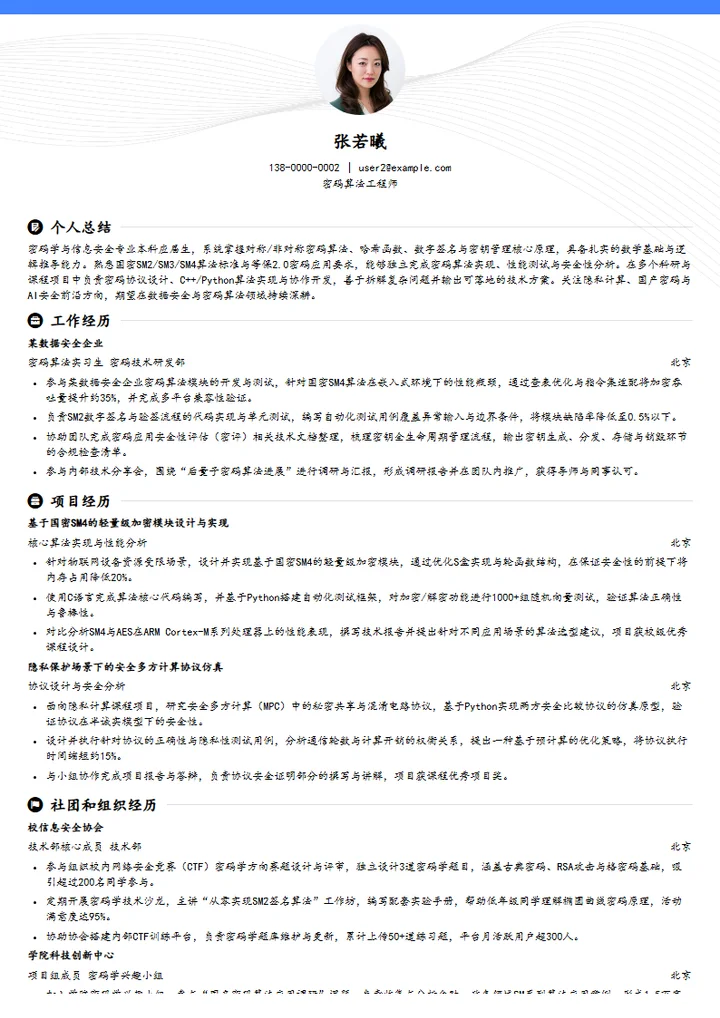 张若曦
138-0000-0002 | user2@example.com
密码算法工程师
个人总结
密码学与信息安全专业本科应届生，系统掌握对称/非对称密码算法、哈希函数、数字签名与密钥管理核心原理，具备扎实的数学基础与逻
辑推导能力。熟悉国密SM2/SM3/SM4算法标准与等保2.0密码应用要求，能够独立完成密码算法实现、性能测试与安全性分析。在多个科研与
课程项目中负责密码协议设计、C++/Python算法实现与协作开发，善于拆解复杂问题并输出可落地的技术方案。关注隐私计算、国产密码与
AI安全前沿方向，期望在数据安全与密码算法领域持续深耕。
工作经历
某数据安全企业
密码算法实习生 密码技术研发部 北京
• 参与某数据安全企业密码算法模块的开发与测试，针对国密SM4算法在嵌入式环境下的性能瓶颈，通过查表优化与指令集适配将加密吞
吐量提升约35%，并完成多平台兼容性验证。
• 负责SM2数字签名与验签流程的代码实现与单元测试，编写自动化测试用例覆盖异常输入与边界条件，将模块缺陷率降低至0.5%以下。
• 协助团队完成密码应用安全性评估（密评）相关技术文档整理，梳理密钥全生命周期管理流程，输出密钥生成、分发、存储与销毁环节
的合规检查清单。
• 参与内部技术分享会，围绕“后量子密码算法进展”进行调研与汇报，形成调研报告并在团队内推广，获得导师与同事认可。
项目经历
基于国密SM4的轻量级加密模块设计与实现
核心算法实现与性能分析 北京
• 针对物联网设备资源受限场景，设计并实现基于国密SM4的轻量级加密模块，通过优化S盒实现与轮函数结构，在保证安全性的前提下将
内存占用降低20%。
• 使用C语言完成算法核心代码编写，并基于Python搭建自动化测试框架，对加密/解密功能进行1000+组随机向量测试，验证算法正确性
与鲁棒性。
• 对比分析SM4与AES在ARM Cortex-M系列处理器上的性能表现，撰写技术报告并提出针对不同应用场景的算法选型建议，项目获校级优秀
课程设计。
隐私保护场景下的安全多方计算协议仿真
协议设计与安全分析 北京
• 面向隐私计算课程项目，研究安全多方计算（MPC）中的秘密共享与混淆电路协议，基于Python实现两方安全比较协议的仿真原型，验
证协议在半诚实模型下的安全性。
• 设计并执行针对协议的正确性与隐私性测试用例，分析通信轮数与计算开销的权衡关系，提出一种基于预计算的优化策略，将协议执行
时间缩短约15%。
• 与小组协作完成项目报告与答辩，负责协议安全证明部分的撰写与讲解，项目获课程优秀项目奖。
社团和组织经历
校信息安全协会
技术部核心成员 技术部 北京
• 参与组织校内网络安全竞赛（CTF）密码学方向赛题设计与评审，独立设计3道密码学题目，涵盖古典密码、RSA攻击与格密码基础，吸
引超过200名同学参与。
• 定期开展密码学技术沙龙，主讲“从零实现SM2签名算法”工作坊，编写配套实验手册，帮助低年级同学理解椭圆曲线密码原理，活动
满意度达95%。
• 协助协会搭建内部CTF训练平台，负责密码学题库维护与更新，累计上传50+道练习题，平台月活跃用户超300人。
学院科技创新中心
项目组成员 密码学兴趣小组 北京